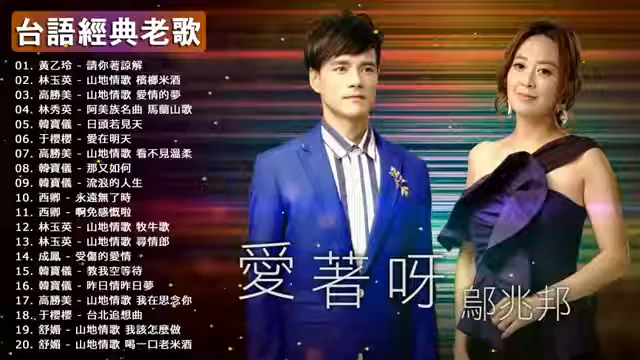 台語經典老歌
01. 黃乙玲 - 請你著諒解
02. 林玉英 - 山地情歌 檳榔米酒
03. 高勝美 - 山地情歌 愛情的夢
04. 林秀英 - 阿美族名曲 馬蘭山歌
05. 韓寶儀 - 日頭若見天
06. 于櫻櫻 - 愛在明天
07. 高勝美 - 山地情歌 看不見溫柔
08. 韓寶儀 - 那又如何
09. 韓寶儀 - 流浪的人生
10. 西卿 - 永遠無了時
11. 西卿 - 啊免感慨啦
12. 林玉英 - 山地情歌 牧牛歌
13. 林玉英 - 山地情歌 尋情郎
14. 成鳳 - 受傷的愛情
15. 韓寶儀 - 教我空等待
16. 韓寶儀 - 昨日情昨日夢
17. 高勝美 - 山地情歌 我在思念你
18. 于櫻櫻 - 台北追想曲
19. 舒媚 - 山地情歌 我該怎麼做
20. 舒媚 - 山地情歌 喝一口老米酒
愛著呀
鄔兆邦